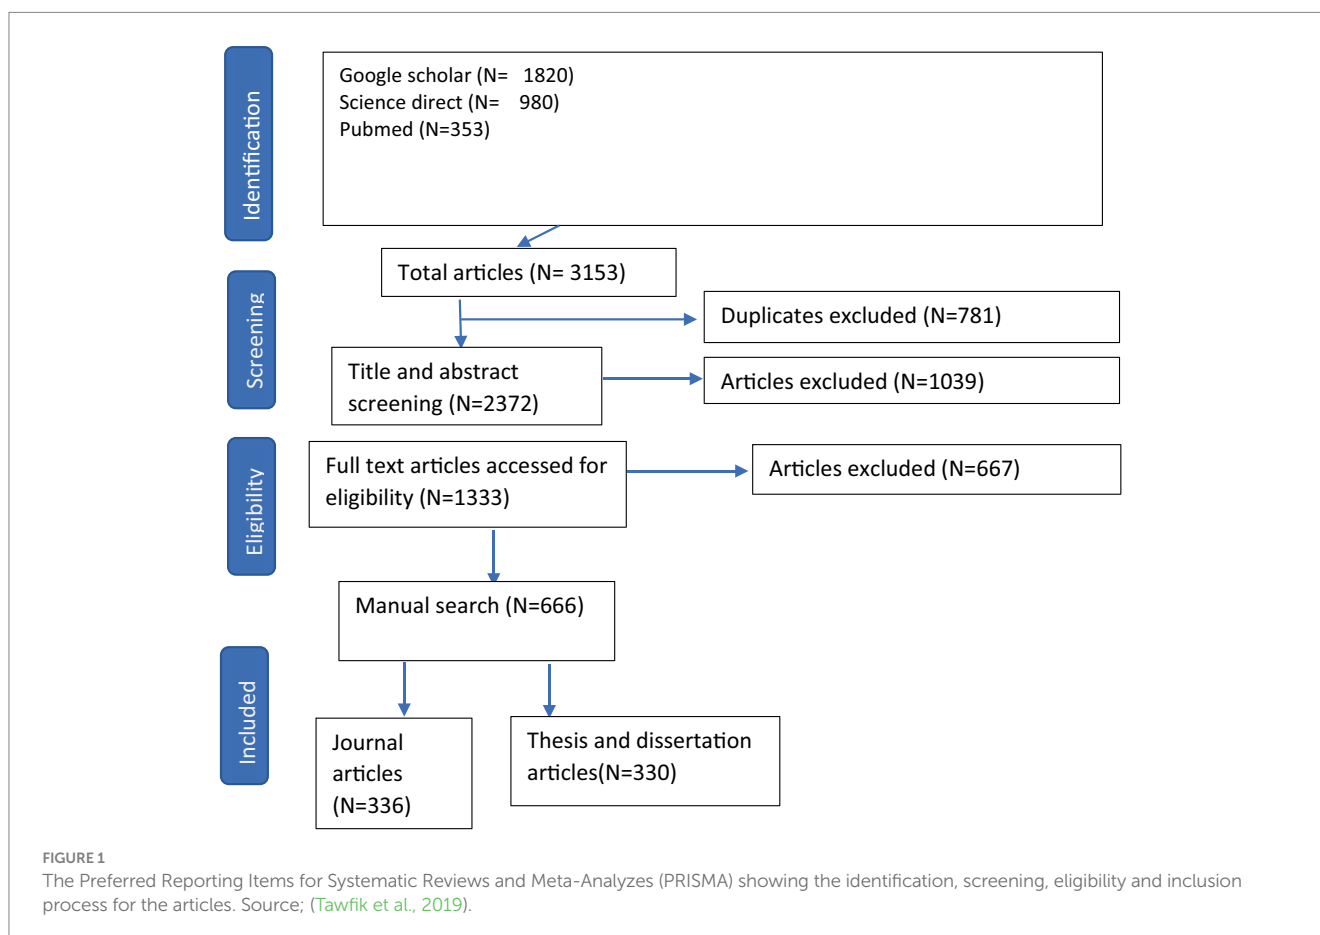 Identification
Google scholar (N=   1820)
Science direct (N=    980)
Pubmed (N=353)
Total articles (N= 3153)
Screening
Duplicates excluded (N=781)
Title and abstract
screening (N=2372)
Articles excluded (N=1039)
Eligibility
Full text articles accessed for
eligibility (N=1333)
Articles excluded (N=667)
Manual search (N=666)
Included
Journal
articles
(N=336)
Thesis and dissertation
articles(N=330)
FIGURE 1
The Preferred Reporting Items for Systematic Reviews and Meta-Analyzes (PRISMA) showing the identification, screening, eligibility and inclusion
process for the articles. Source; (Tawfik et al., 2019).